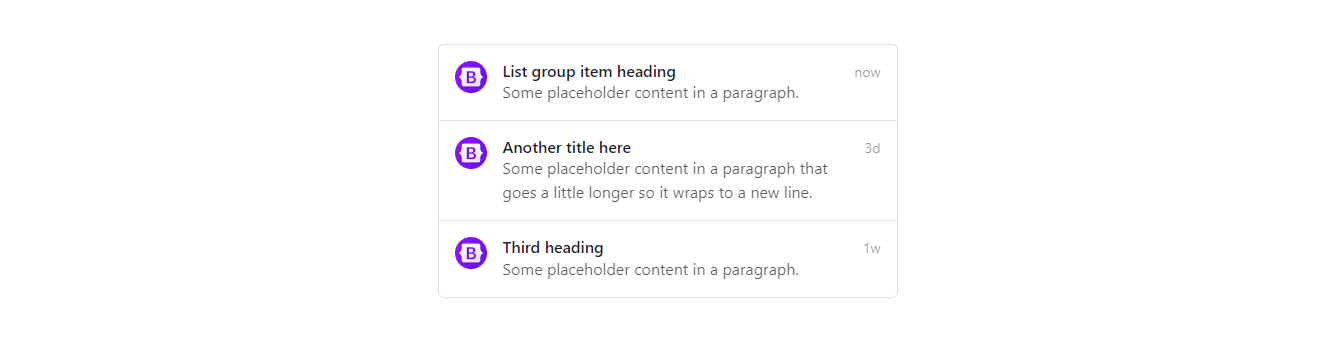 B
List group item heading
now
Some placeholder content in a paragraph.
B
Another title here
3d
Some placeholder content in a paragraph that
goes a little longer so it wraps to a new line.
B
Third heading
1w
Some placeholder content in a paragraph.